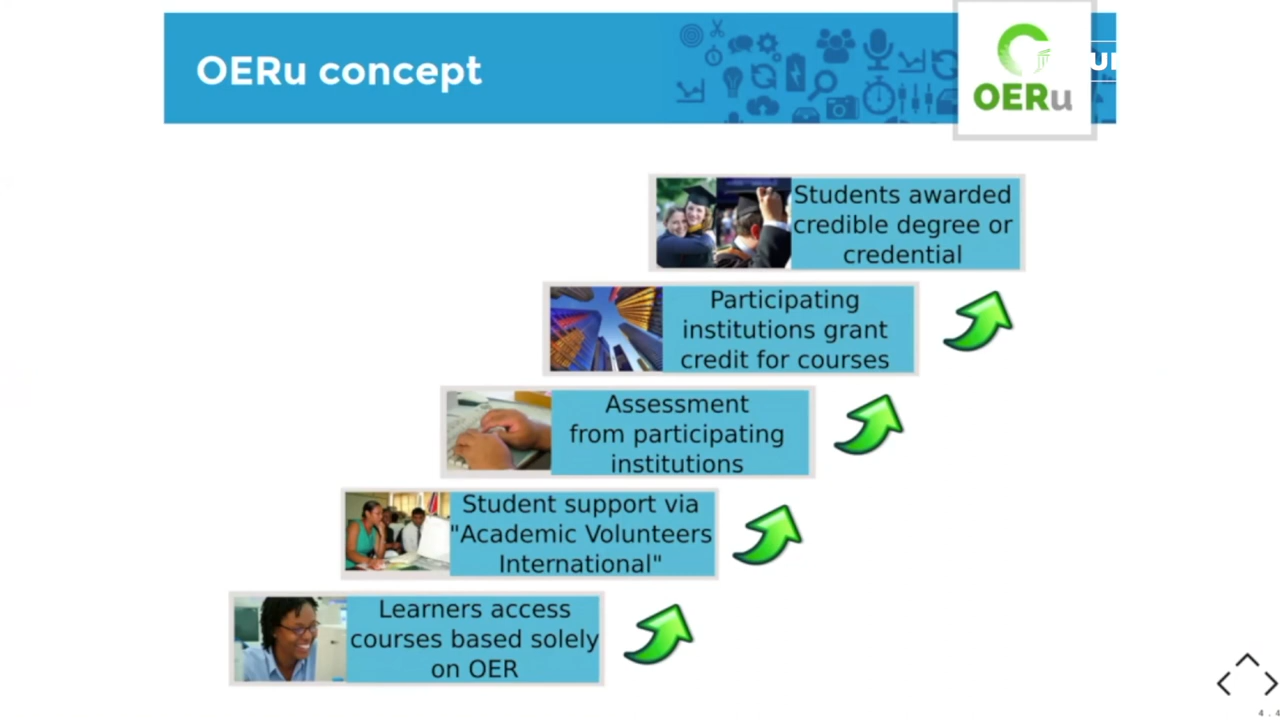 OERu concept
OERu
Students awarded
credible degree or
credential
Participating
institutions grant
credit for courses
Assessment
from participating
institutions
Student support via
"Academic Volunteers
International"
Learners access
courses based solely
on OER